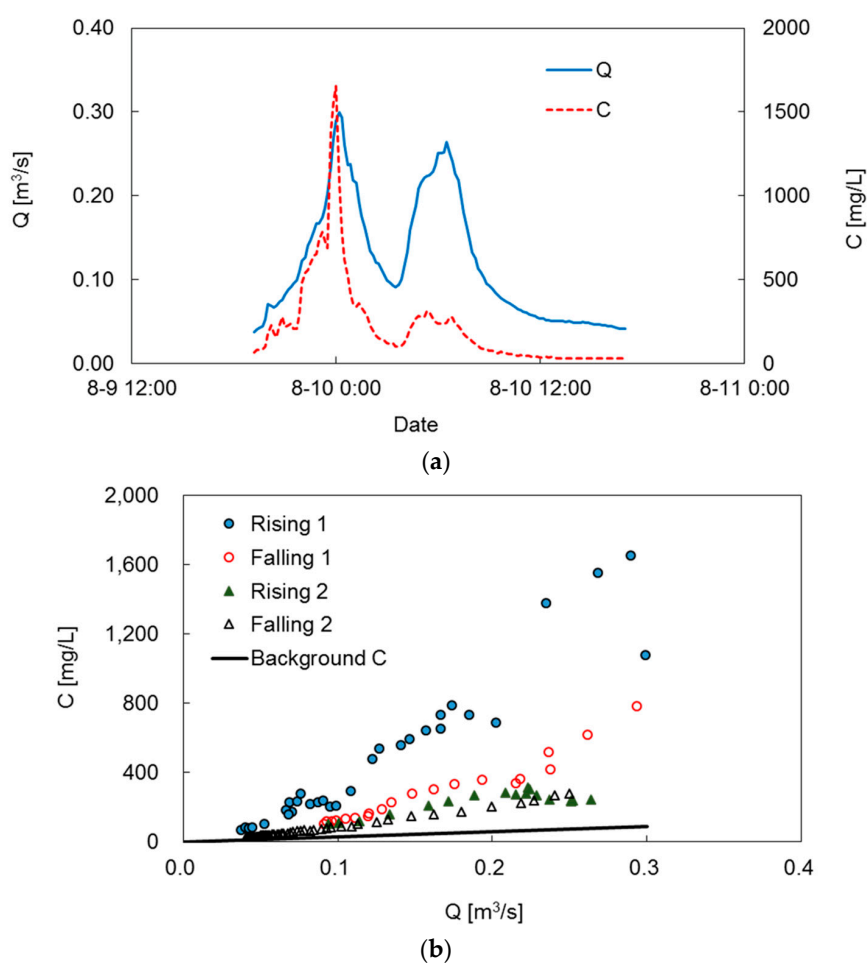 0.40
2000
Q
C
0.30
1500
Q [m³/s]
0.20
1000
C [mg/L]
0.10
500
0.00
0
8-9 12:00
8-10 0:00
8-10 12:00
8-11 0:00
Date
(a)
2,000
Rising 1
1,600
Falling 1
Rising 2
1,200
Falling 2
C [mg/L]
Background C
800
400
0
0.0
0.1
0.2
0.3
0.4
Q [m³/s]
(b)